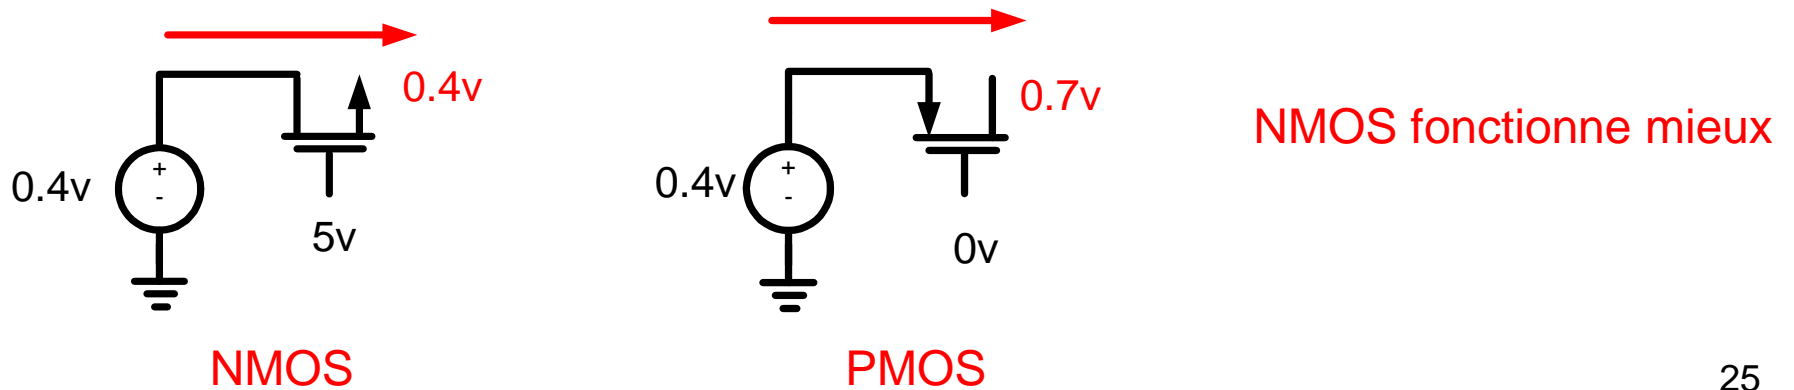 0.4v
+
-
0.4v
5v
NMOS
0.7v
+
-
0.4v
0v
PMOS
NMOS fonctionne mieux
25